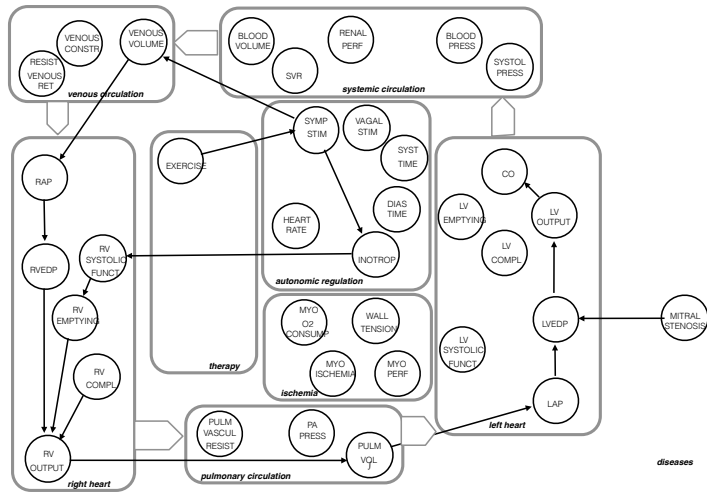 VENOUS
CONSTR
RESIST
VENOUS
RET
VENOUS
VOLUME
venous circulation
BLOOD
VOLUME
SVR
RENAL
PERF
BLOOD
PRESS
SYSTOL
PRESS
systemic circulation
EXERCISE
therapy
SYMP
STIM
VAGAL
STIM
SYST
TIME
DIAS
TIME
HEART
RATE
INOTROP
autonomic regulation
RAP
RVEDP
RV
SYSTOLIC
FUNCT
RV
EMPTYING
RV
COMPL
RV
OUTPUT
right heart
MYO
O2
CONSUMP
WALL
TENSION
MYO
ISCHEMIA
MYO
PERF
ischemia
CO
LV
EMPTYING
LV
OUTPUT
LV
COMPL
LVEDP
LV
SYSTOLIC
FUNCT
LAP
left heart
MITRAL
STENOSIS
PULM
VASCUL
RESIST
PA
PRESS
PULM
VOL
J
pulmonary circulation
diseases